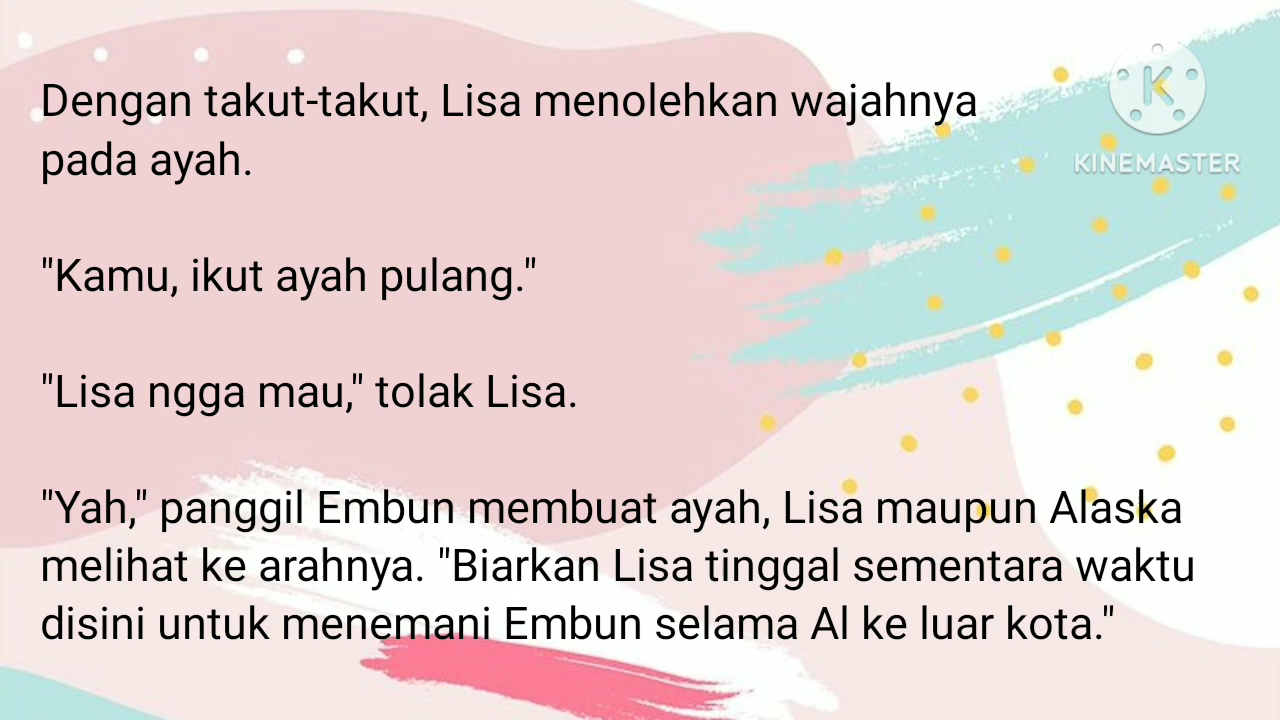 Dengan takut-takut, Lisa menolehkan wajahnya
pada ayah.
"Kamu, ikut ayah pulang."
"Lisa ngga mau," tolak Lisa.
"Yah," panggil Embun membuat ayah, Lisa maupun Alaska
melihat ke arahnya. "Biarkan Lisa tinggal sementara waktu
disini untuk menemani Embun selama Al ke luar kota."
K
KINEMASTER